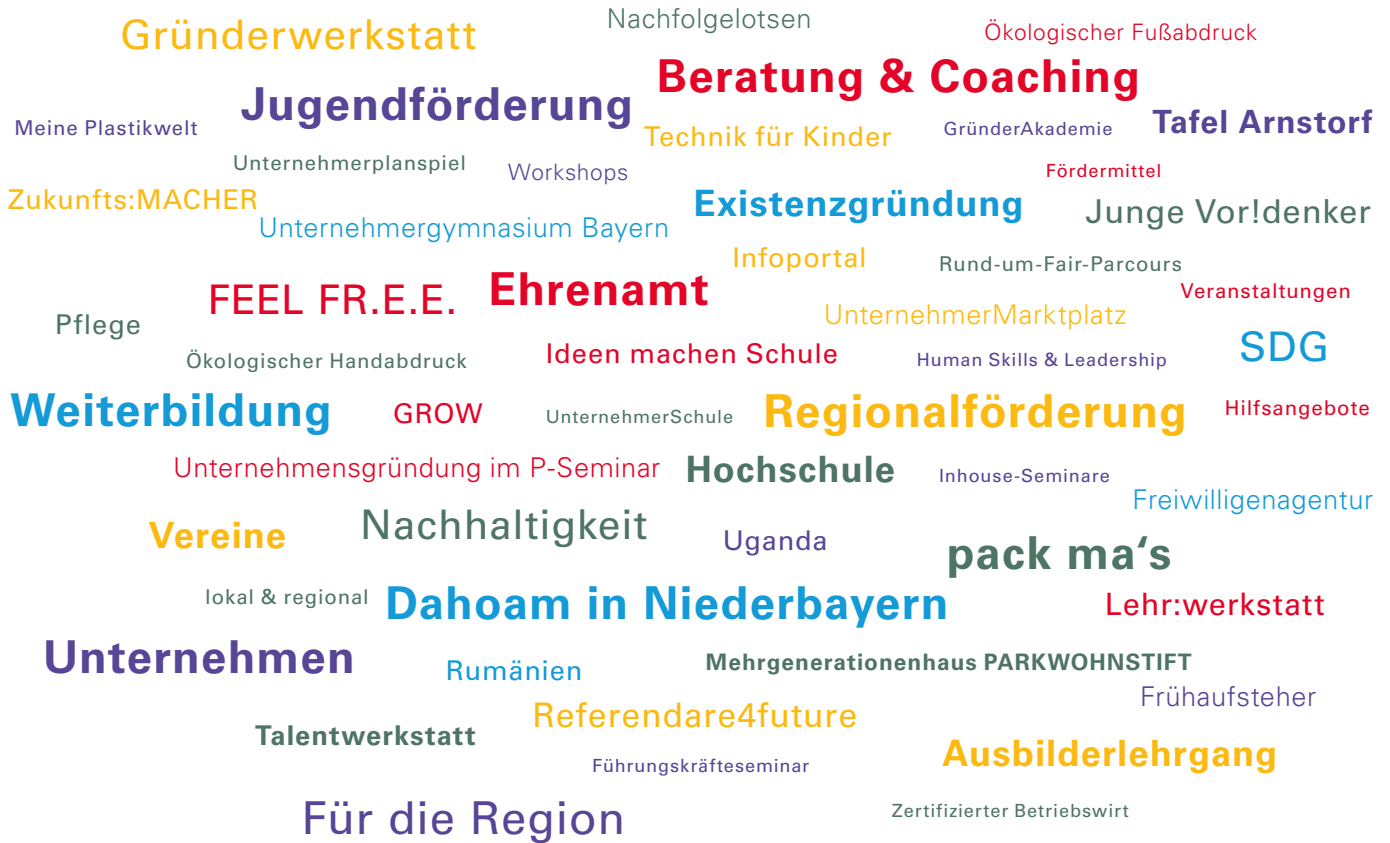 Gründerwerkstatt
Nachfolgelotsen
Ökologischer Fußabdruck
Beratung & Coaching
Jugendförderung
Meine Plastikwelt
Technik für Kinder
GründerAkademie
Tafel Arnstorf
Unternehmerplanspiel
Workshops
Fördermittel
Zukunfts:MACHER
Existenzgründung
Junge Vor!denker
Unternehmergymnasium Bayern
Infoportal
Rund-um-Fair-Parcours
FEEL FR.E.E.
Ehrenamt
Veranstaltungen
Pflege
UnternehmerMarktplatz
Ökologischer Handabdruck
Ideen machen Schule
Human Skills & Leadership
SDG
Weiterbildung
GROW
UnternehmerSchule
Regionalförderung
Hilfsangebote
Unternehmensgründung im P-Seminar
Hochschule
Inhouse-Seminare
Freiwilligenagentur
Vereine
Nachhaltigkeit
Uganda
pack ma‘s
lokal & regional
Dahoam in Niederbayern
Lehr:werkstatt
Unternehmen
Rumänien
Mehrgenerationenhaus PARKWOHNSTIFT
Frühaufsteher
Referendare4future
Talentwerkstatt
Führungskräfteseminar
Ausbilderlehrgang
Für die Region
Zertifizierter Betriebswirt